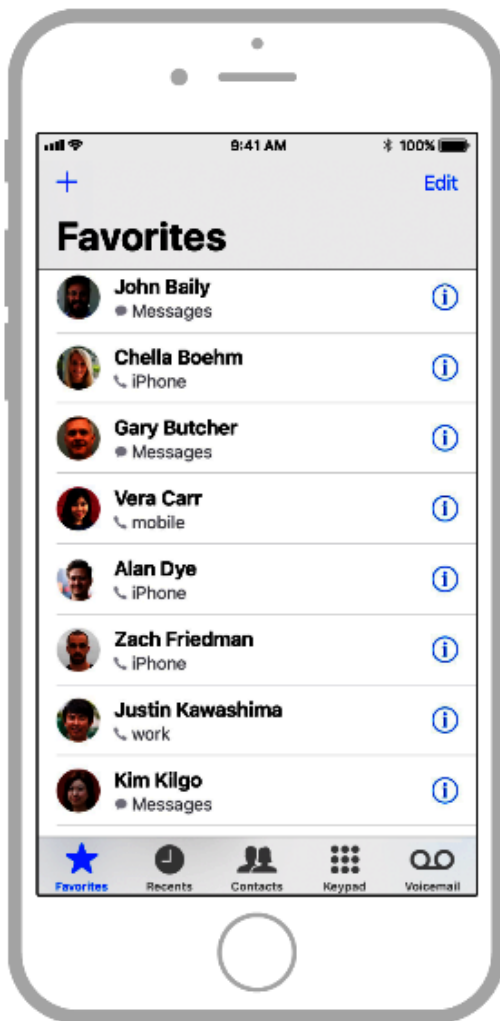 9:41 AM
100%
+
Edit
Favorites
John Baily
Messages
Chella Boehm
iPhone
Gary Butcher
Messages
Vera Carr
mobile
Alan Dye
iPhone
Zach Friedman
iPhone
Justin Kawashima
work
Kim Kilgo
Messages
Favorites
Recents
Contacts
Keypad
Voicemail